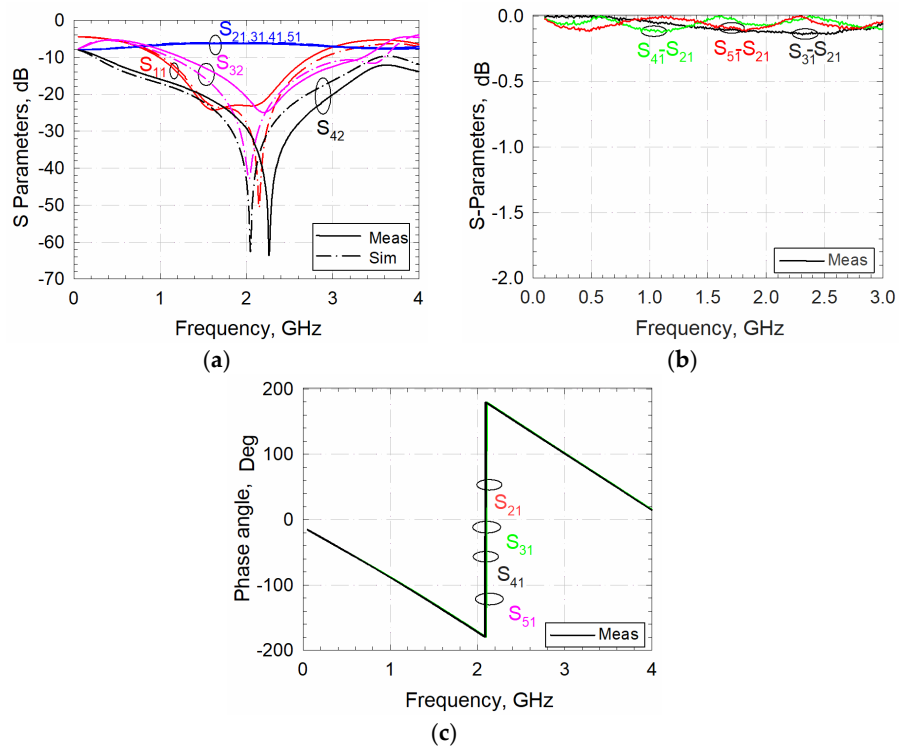 S Parameters, dB
0
-10
-20
-30
-40
-50
-60
-70
S21,31,41,51
S11
S32
S42
Meas
Sim
0 1 2 3 4
Frequency, GHz
(a)
S-Parameters, dB
0.0
-0.5
-1.0
-1.5
-2.0
S41-S21 S51-S21 S31-S21
Meas
0.0 0.5 1.0 1.5 2.0 2.5 3.0
Frequency, GHz
(b)
Phase angle, Deg
200
100
0
-100
-200
S21
S31
S41
S51
Meas
0 1 2 3 4
Frequency, GHz
(c)